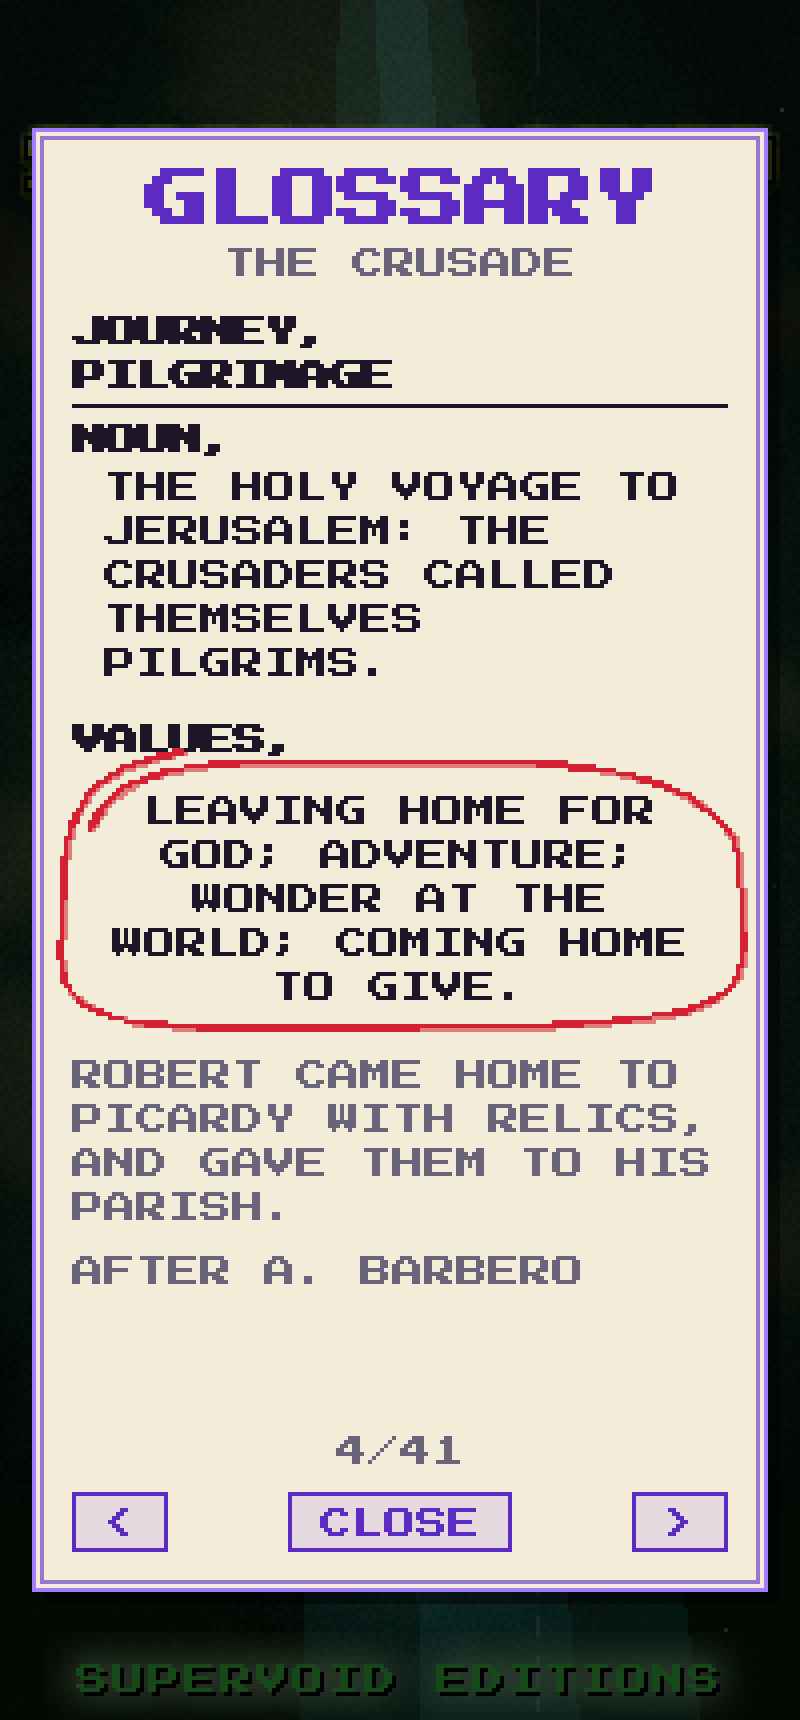 GLOSSARY
THE CRUSADE
JOURNEY,
PILGRIMAGE
NOUN,
THE HOLY VOYAGE TO
JERUSALEM: THE
CRUSADERS CALLED
THEMSELVES
PILGRIMS.
VALUES,
LEAVING HOME FOR
GOD; ADVENTURE;
WONDER AT THE
WORLD; COMING HOME
TO GIVE.
ROBERT CAME HOME TO
PICARDY WITH RELICS,
AND GAVE THEM TO HIS
PARISH.
AFTER A. BARBERO
4/41
< CLOSE >
SUPERVOID EDITIONS